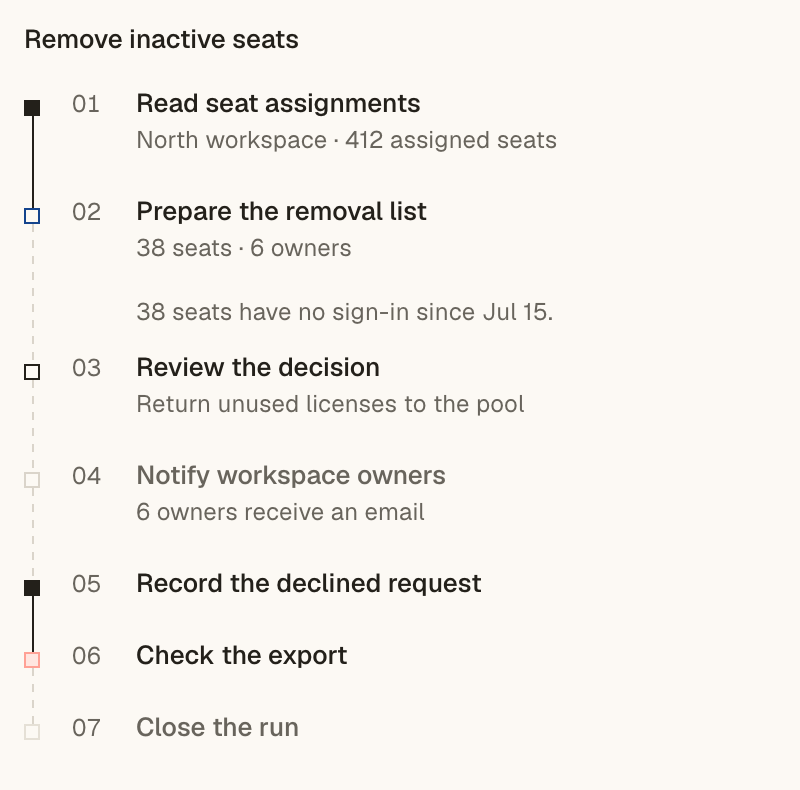 Remove inactive seats
01 Read seat assignments
North workspace · 412 assigned seats
02 Prepare the removal list
38 seats · 6 owners
38 seats have no sign-in since Jul 15.
03 Review the decision
Return unused licenses to the pool
04 Notify workspace owners
6 owners receive an email
05 Record the declined request
06 Check the export
07 Close the run